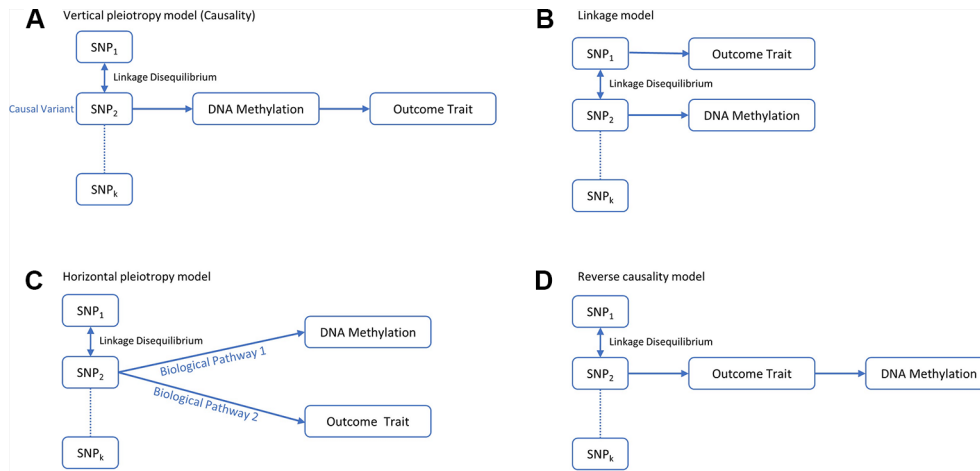 A Vertical pleiotropy model (Causality)
SNP1
Linkage Disequilibrium
Causal Variant SNP2 DNA Methylation Outcome Trait
SNPk
B Linkage model
SNP1 Outcome Trait
Linkage Disequilibrium
SNP2 DNA Methylation
SNPk
C Horizontal pleiotropy model
SNP1
DNA Methylation
Linkage Disequilibrium
Biological Pathway 1
SNP2
Biological Pathway 2
Outcome Trait
SNPk
D Reverse causality model
SNP1
Linkage Disequilibrium
SNP2 Outcome Trait DNA Methylation
SNPk